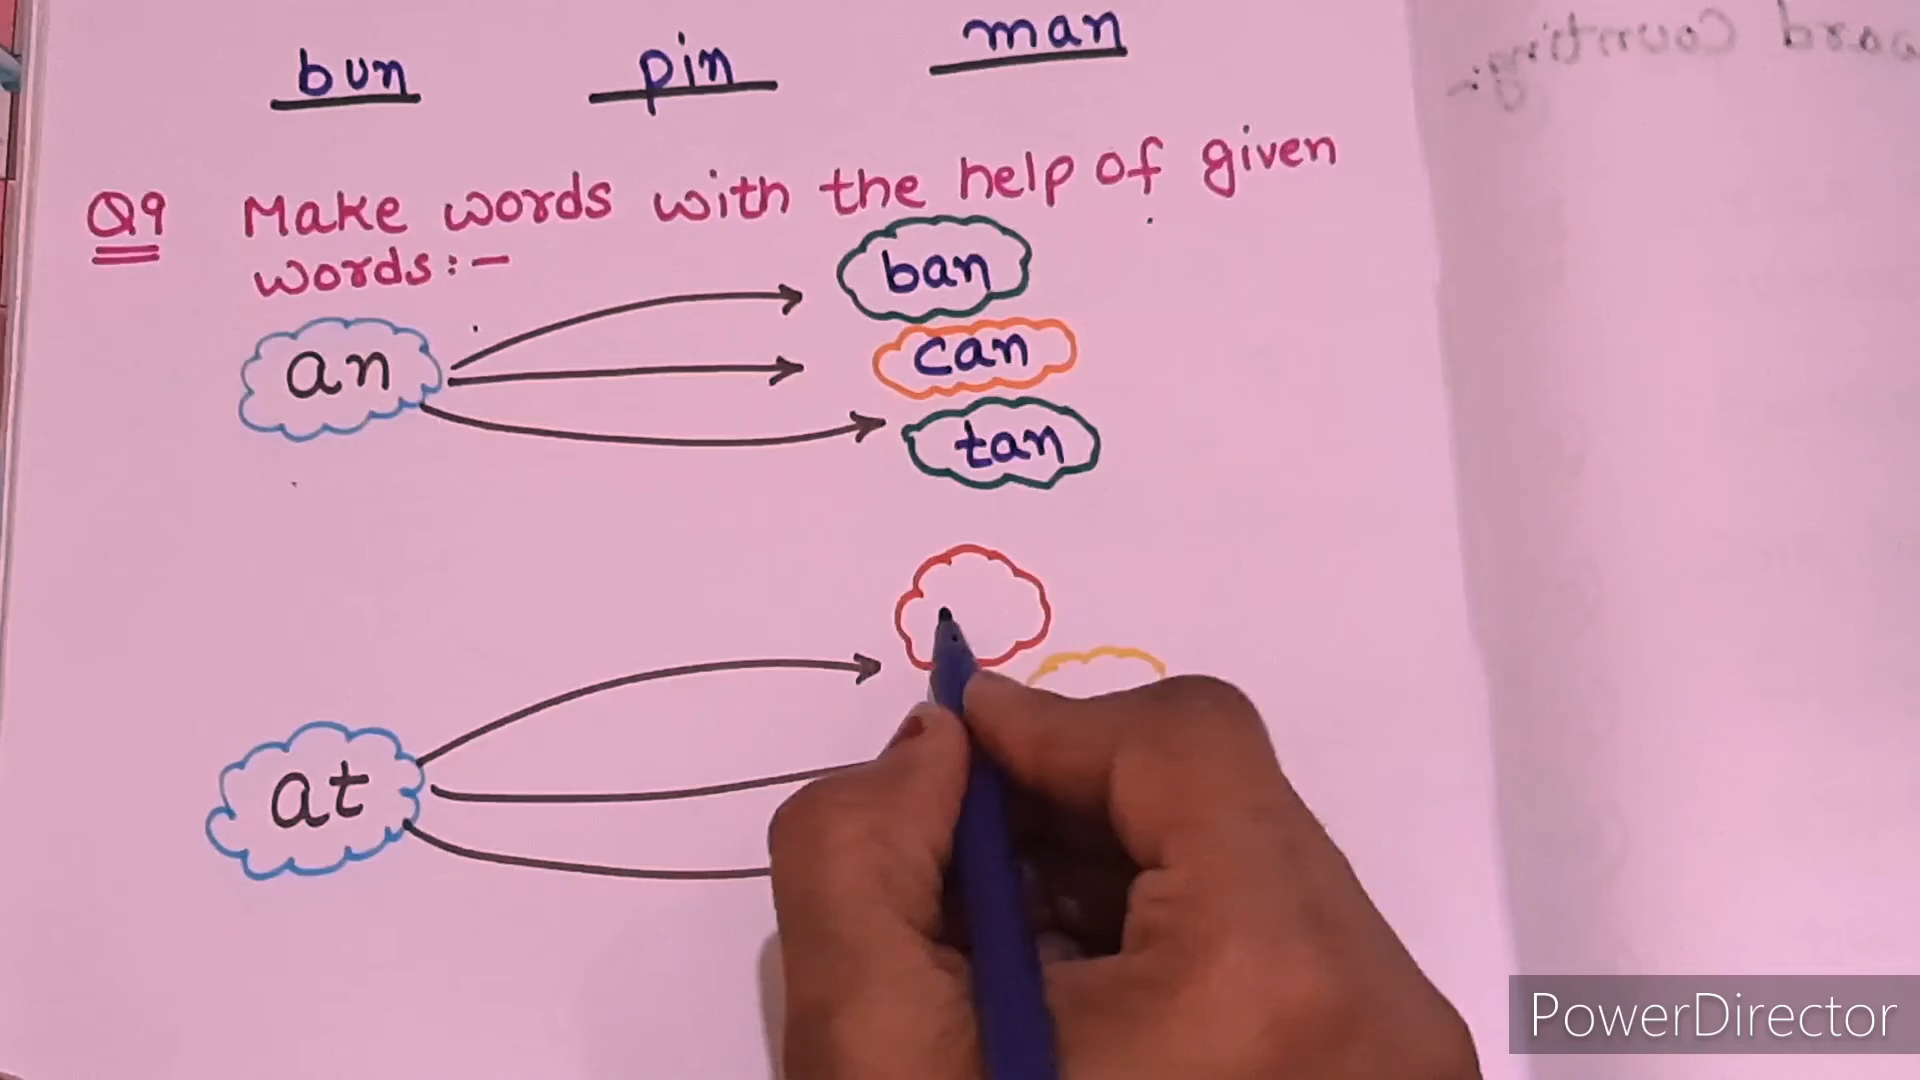 bun pin man
Q9 Make words with the help of given
words:-
ban
can
an
tan
at
PowerDirector